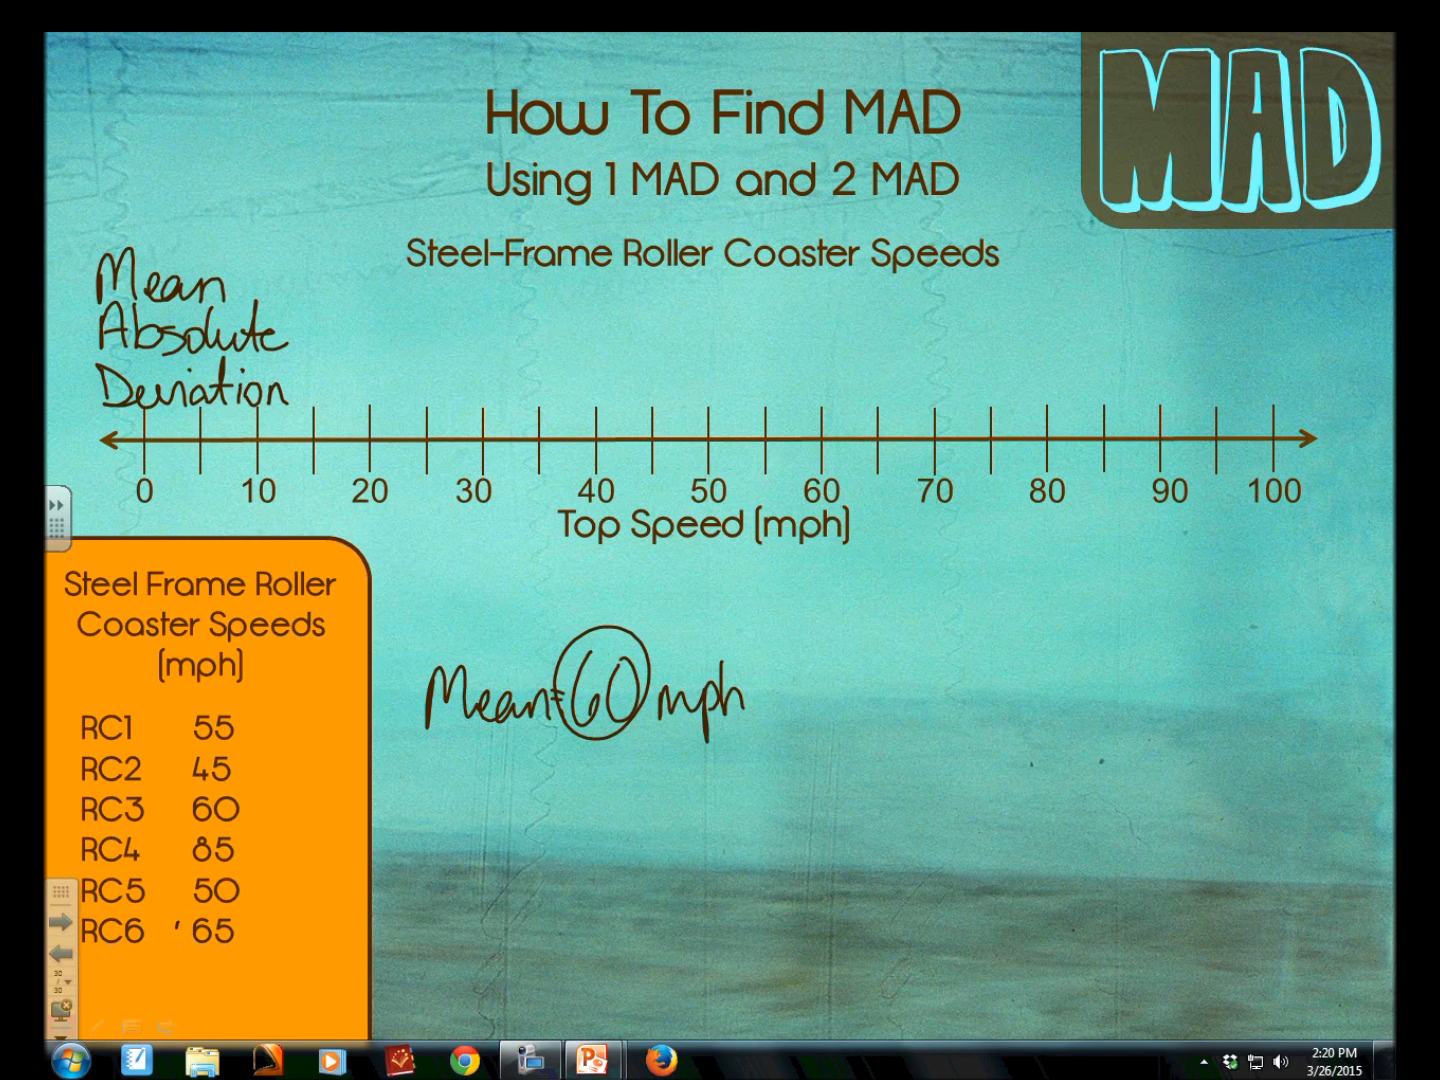 MAD
How To Find MAD
Using 1 MAD and 2 MAD
Steel-Frame Roller Coaster Speeds
Mean
Absolute
Deviation
0 10 20 30 40 50 60 70 80 90 100
Top Speed (mph)
Steel Frame Roller
Coaster Speeds
(mph)
RC1 55
RC2 45
RC3 60
RC4 85
RC5 50
RC6 ' 65
Mean=60 mph
30
/
30
2:20 PM
3/26/2015